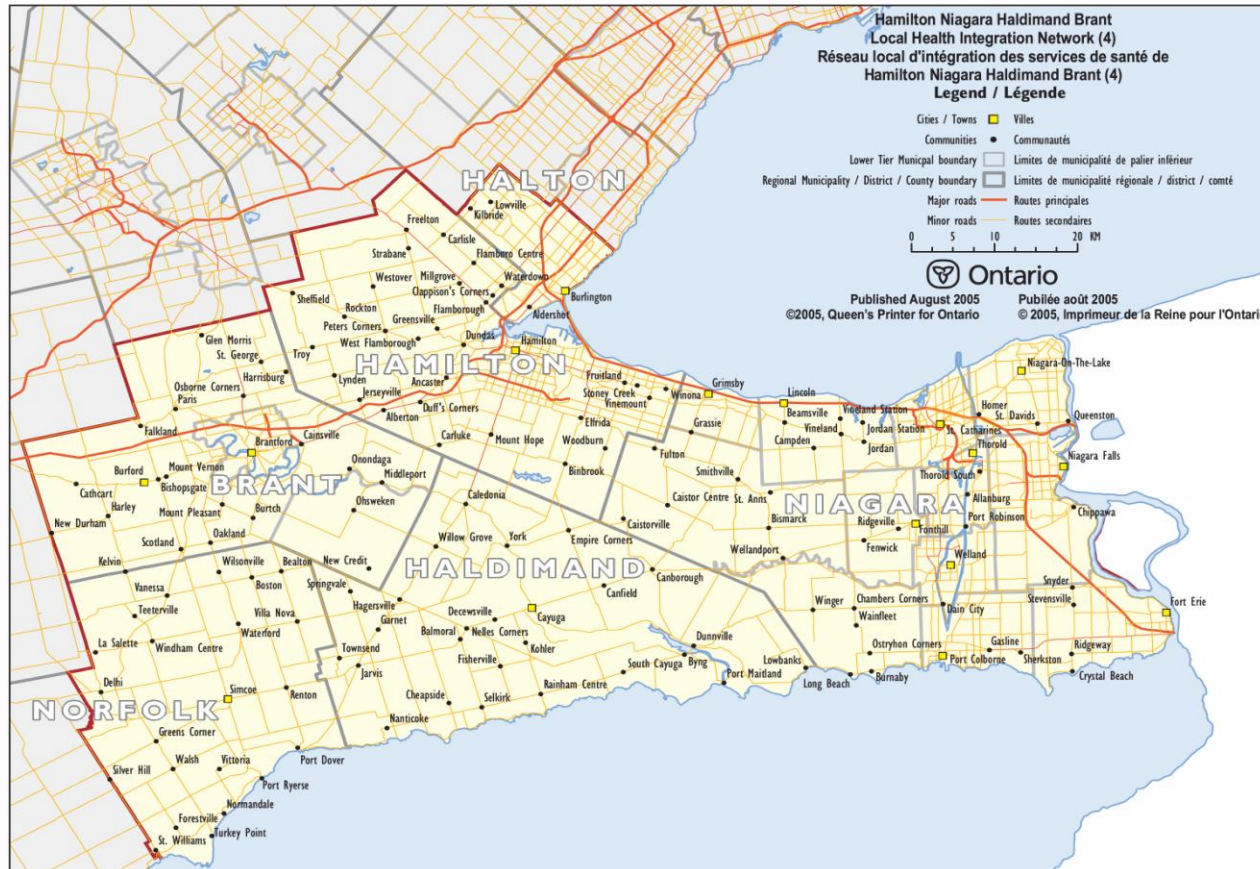 Hamilton Niagara Haldimand Brant
Local Health Integration Network (4)
Réseau local d'intégration des services de santé de
Hamilton Niagara Haldimand Brant (4)
Legend / Légende
Cities / Towns Villes
Communities Communautés
Lower Tier Municpal boundary Limites de municipalité de palier inférieur
Regional Municipality / District / County boundary Limites de municipalité régionale / district / comté
Major roads Routes principales
Minor roads Routes secondaires
0 5 10 20 KM
Ontario
Published August 2005 Publiée août 2005
©2005, Queen's Printer for Ontario © 2005, Imprimeur de la Reine pour l'Ontario
HALTON
Lowville
Kilbride
Freelton
Carlisle
Strabane
Flamboro Centre
Westover
Millgrove
Waterdown
Clappison's Corners
Burlington
Sheffield
Rockton
Flamborough
Aldershot
Peters Corners
Greensville
Glen Morris
West Flamborough
Dundas
Hamilton
St. George
Troy
HAMILTON
Niagara-On-The-Lake
Harrisburg
Lynden
Ancaster
Fruitland
Grimsby
Osborne Corners
Jerseyville
Stoney Creek
Winona
Lincoln
Paris
Vinemount
Duff's Corners
Alberton
Beamsville
Vineland Station
Homer
St. Davids
Queenston
Falkland
Elfrida
Jordan Station
St. Catharines
Cainsville
Brantford
Carluke
Mount Hope
Woodburn
Grassie
Vineland
Campden
Jordan
Thorold
Fulton
Niagara Falls
Burford
Mount Vernon
Onondaga
Binbrook
Smithville
Thorold South
Bishopsgate
BRANT
Middleport
Cathcart
St. Anns
NIAGARA
Allanburg
Harley
Ohsweken
Caledonia
Caistor Centre
Mount Pleasant
Burtch
Chippawa
New Durham
Caistorville
Bismarck
Ridgeville
Port Robinson
Fonthill
Oakland
Willow Grove
York
Empire Corners
Scotland
Fenwick
Wellandport
Welland
Kelvin
Wilsonville
Bealton
New Credit
HALDIMAND
Canborough
Boston
Springvale
Canfield
Snyder
Vanessa
Hagersville
Chambers Corners
Stevensville
Teeterville
Villa Nova
Decewsville
Cayuga
Winger
Wainfleet
Dain City
Fort Erie
Garnet
Waterford
Balmoral
Nelles Corners
Windham Centre
Kohler
Dunnville
Ostryhon Corners
Gasline
Ridgeway
La Salette
Townsend
Fisherville
South Cayuga
Byng
Lowbanks
Port Colborne
Sherkston
Jarvis
Long Beach
Burnaby
Crystal Beach
Delhi
Simcoe
Renton
Cheapside
Selkirk
Rainham Centre
Port Maitland
NORFOLK
Nanticoke
Greens Corner
Port Dover
Silver Hill
Walsh
Vittoria
Port Ryerse
Normandale
Forestville
Turkey Point
St. Williams